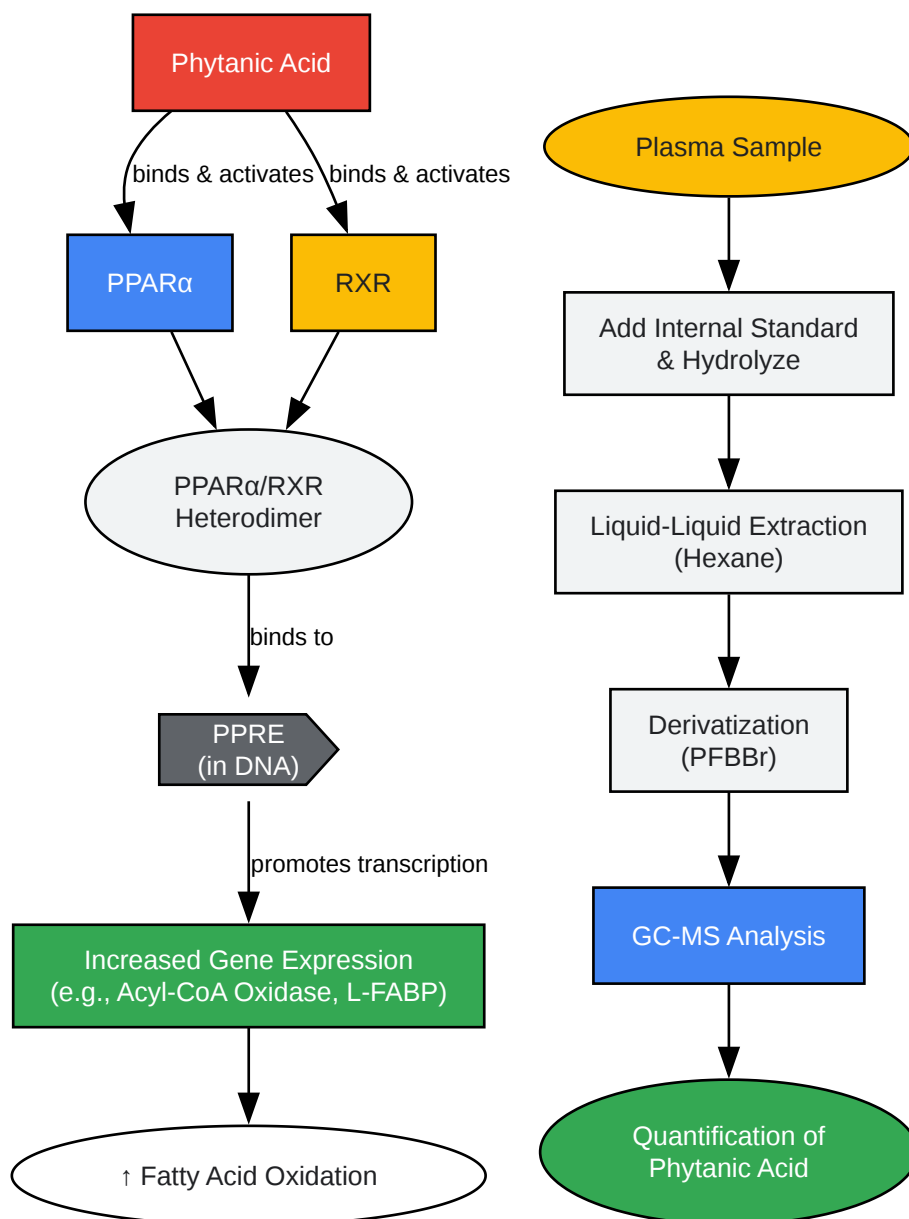 Phytanic Acid
binds & activates
binds & activates
PPARα
RXR
PPARα/RXR
Heterodimer
binds to
PPRE
(in DNA)
promotes transcription
Increased Gene Expression
(e.g., Acyl-CoA Oxidase, L-FABP)
↑ Fatty Acid Oxidation
Plasma Sample
Add Internal Standard
& Hydrolyze
Liquid-Liquid Extraction
(Hexane)
Derivatization
(PFBBr)
GC-MS Analysis
Quantification of
Phytanic Acid